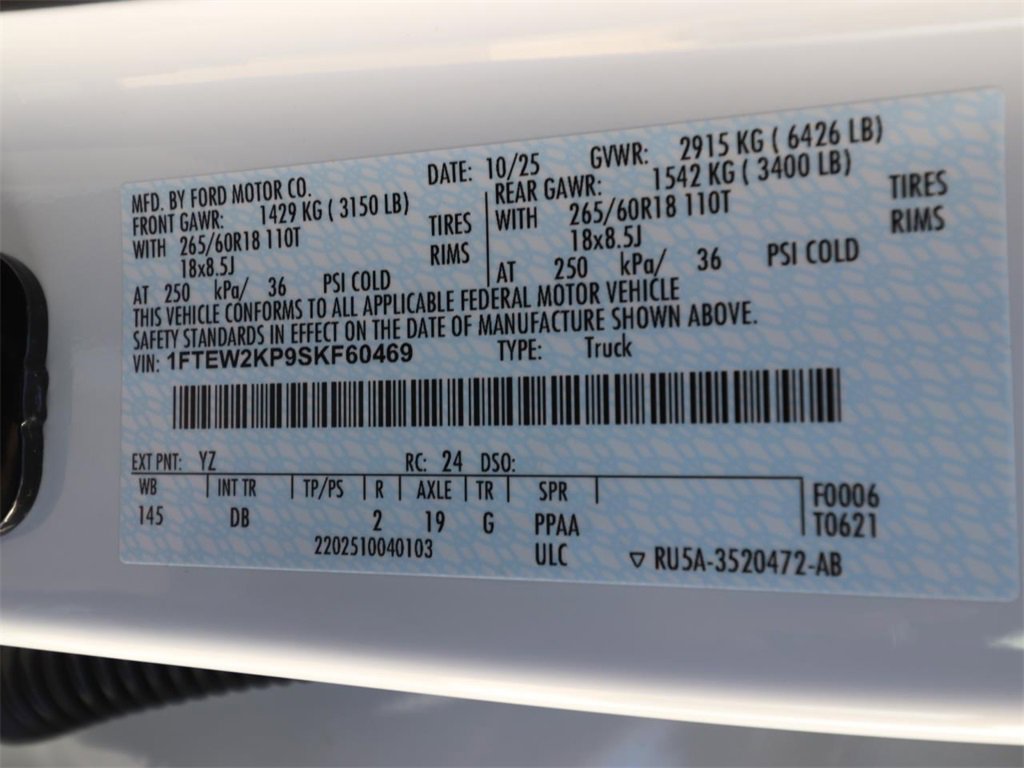 MFD. BY FORD MOTOR CO. DATE: 10/25 GVWR: 2915 KG ( 6426 LB)
FRONT GAWR: 1429 KG ( 3150 LB) REAR GAWR: 1542 KG ( 3400 LB)
WITH 265/60R18 110T TIRES WITH 265/60R18 110T TIRES
18x8.5J RIMS 18x8.5J RIMS
AT 250 kPa/ 36 PSI COLD AT 250 kPa/ 36 PSI COLD
THIS VEHICLE CONFORMS TO ALL APPLICABLE FEDERAL MOTOR VEHICLE
SAFETY STANDARDS IN EFFECT ON THE DATE OF MANUFACTURE SHOWN ABOVE.
VIN: 1FTEW2KP9SKF60469 TYPE: Truck
EXT PNT: YZ RC: 24 DSO:
WB INT TR TP/PS R AXLE TR SPR F0006
145 DB 2 19 G PPAA T0621
2202510040103 ULC ▽ RU5A-3520472-AB